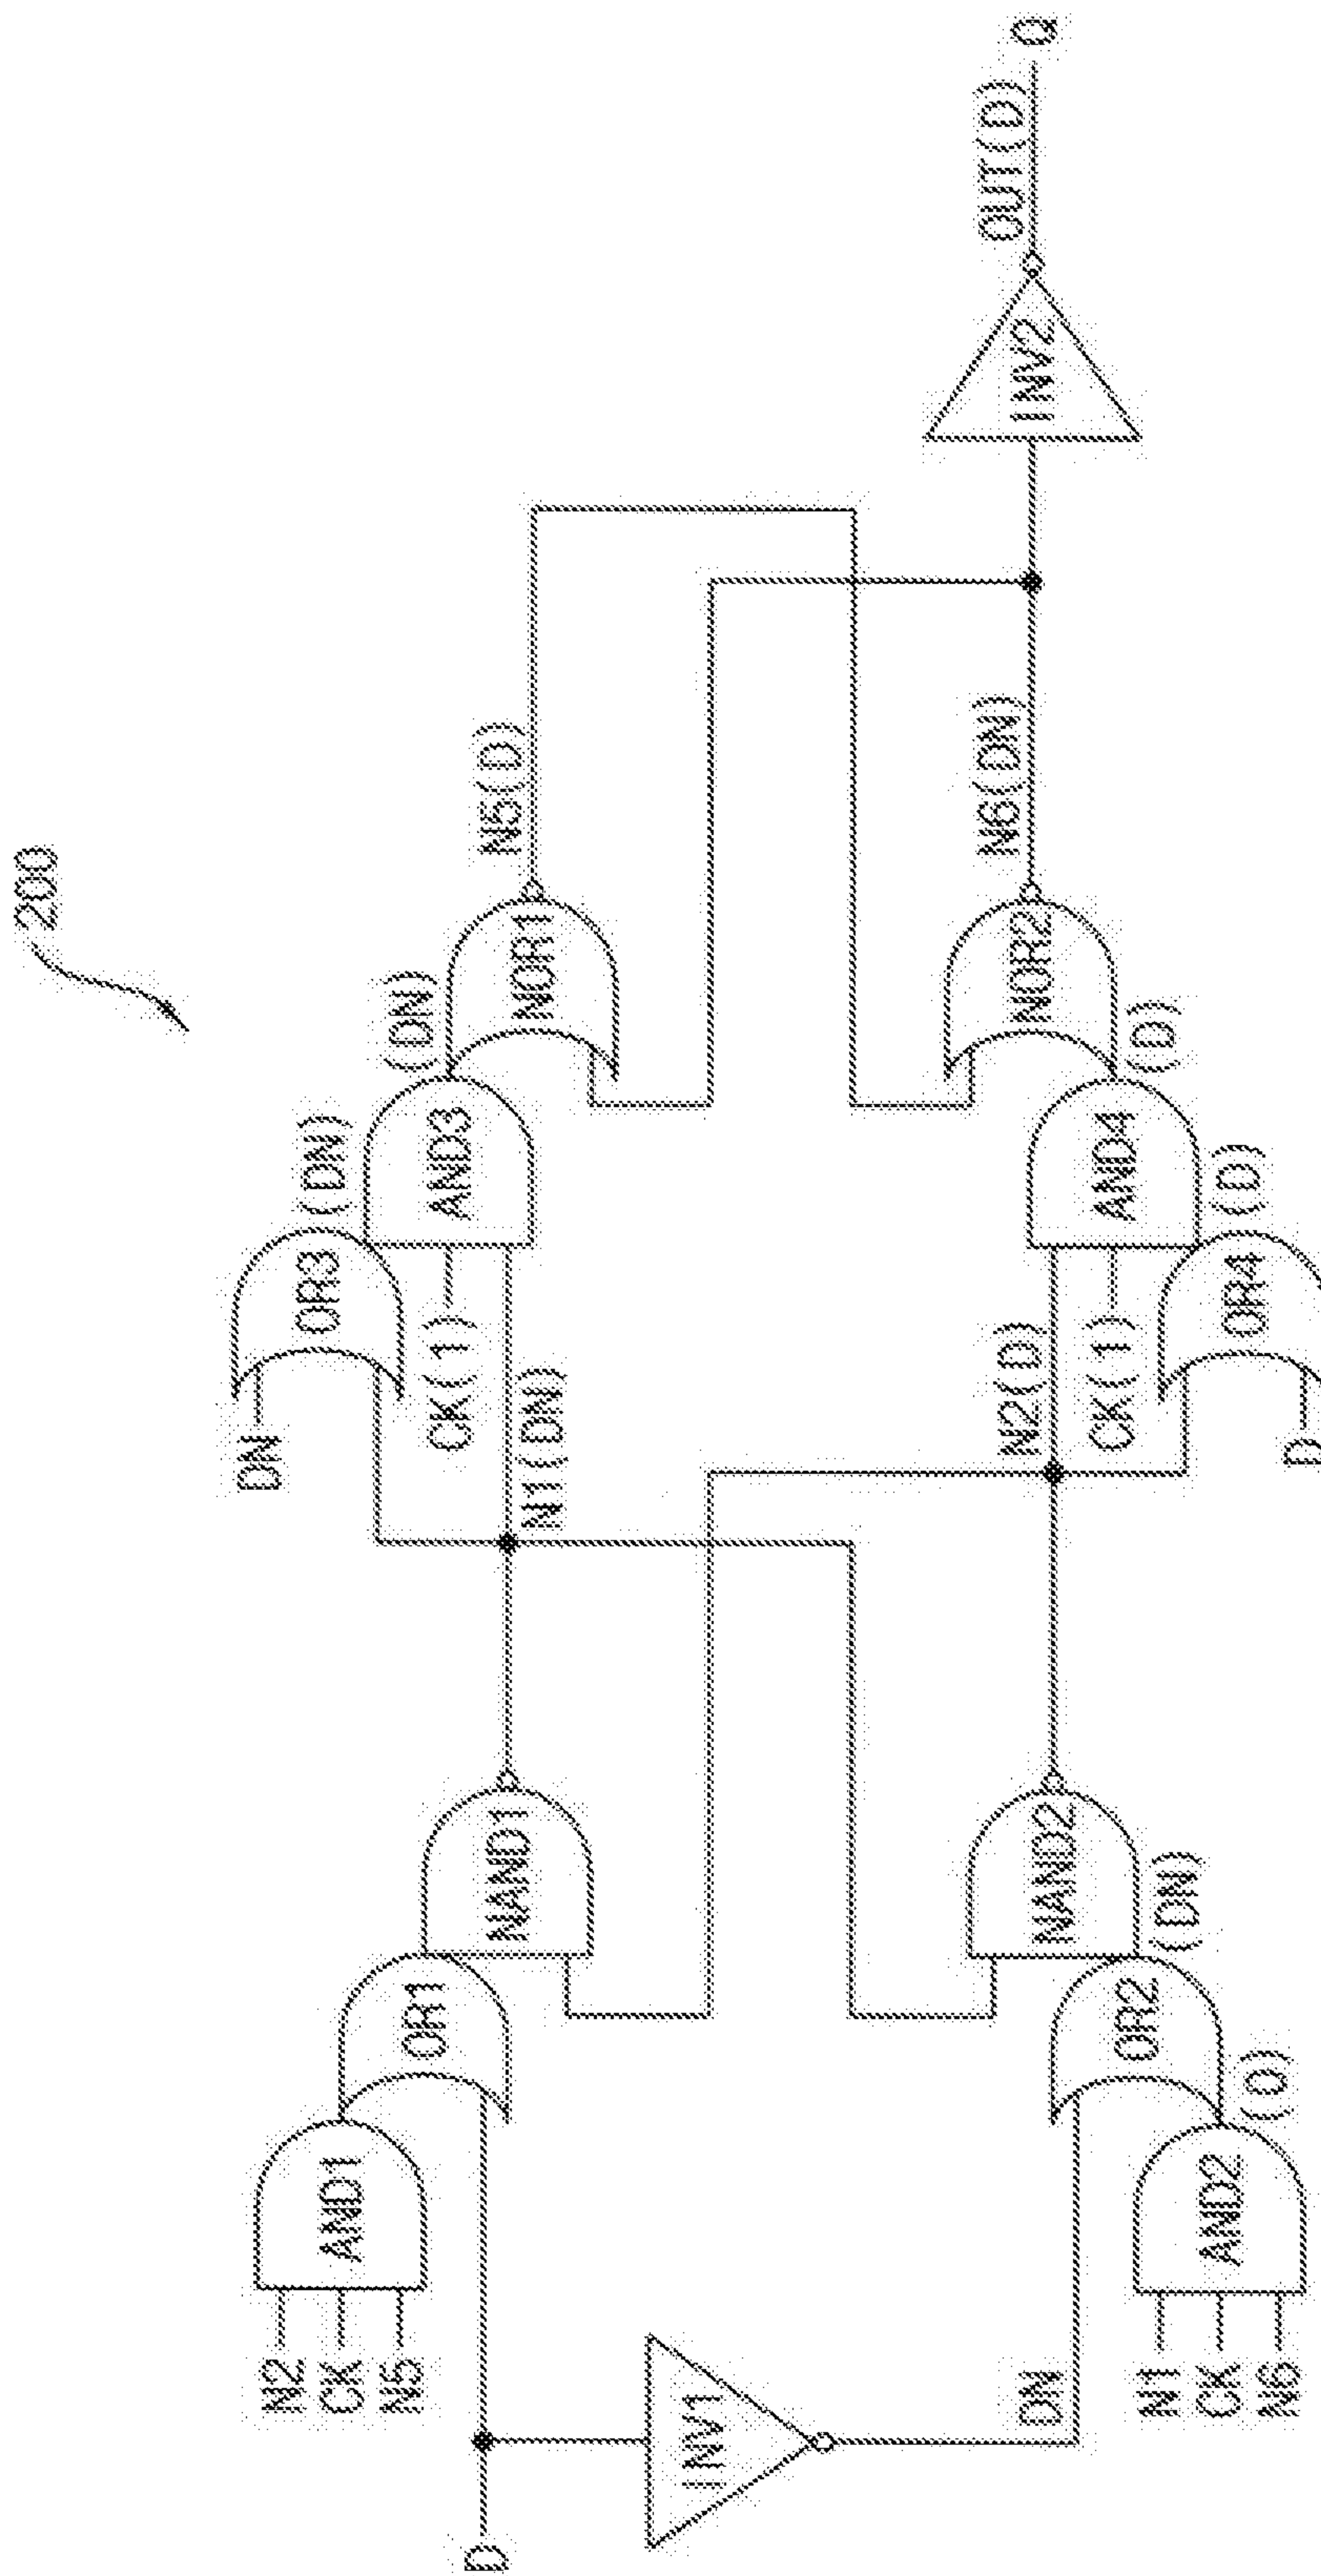 200
DN
OR3
(DN)
(DN)
N2
CK
N5
AND1
OR1
NAND1
CK(1)
AND3
NOR1
N5(D)
N1(DN)
D
INV1
DN
N2(D)
N6(DN)
OUT(D)
Q
INV2
NAND2
NOR2
CK(1)
AND4
(D)
OR2
(DN)
OR4
(D)
N1
CK
N6
AND2
(0)
D